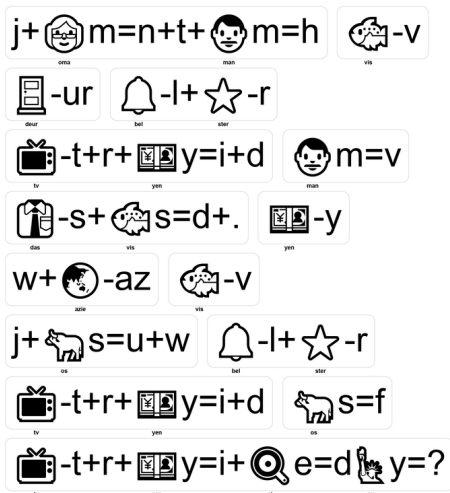 j+ m=n+t+ m=h -v
oma man vis
-ur -l+ -r
deur bel ster
-t+r+ y=i+d m=v
tv yen man
-s+ s=d+. -y
das vis yen
w+ -az -v
azie vis
j+ s=u+w -l+ -r
os bel ster
-t+r+ y=i+d s=f
tv yen os
-t+r+ y=i+ e=d y=?